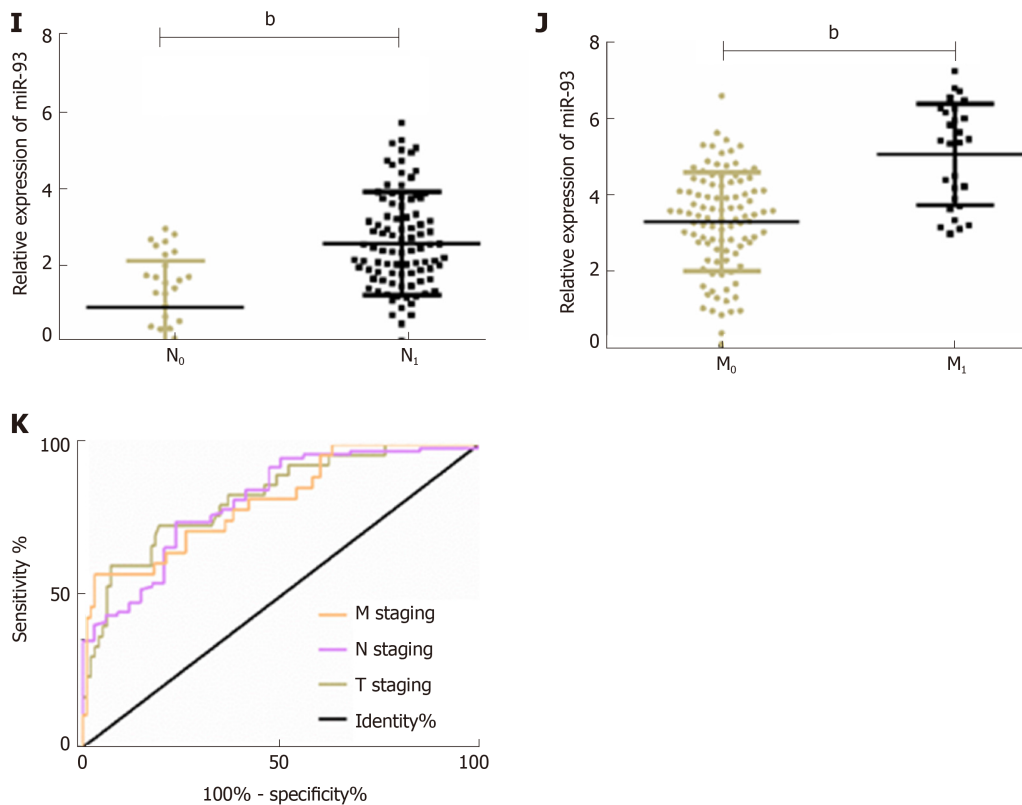 I
b
Relative expression of miR-93
8
6
4
2
0
N₀
N₁
J
b
Relative expression of miR-93
8
6
4
2
0
M₀
M₁
K
Sensitivity %
100
50
0
M staging
N staging
T staging
Identity%
0
50
100
100% - specificity%